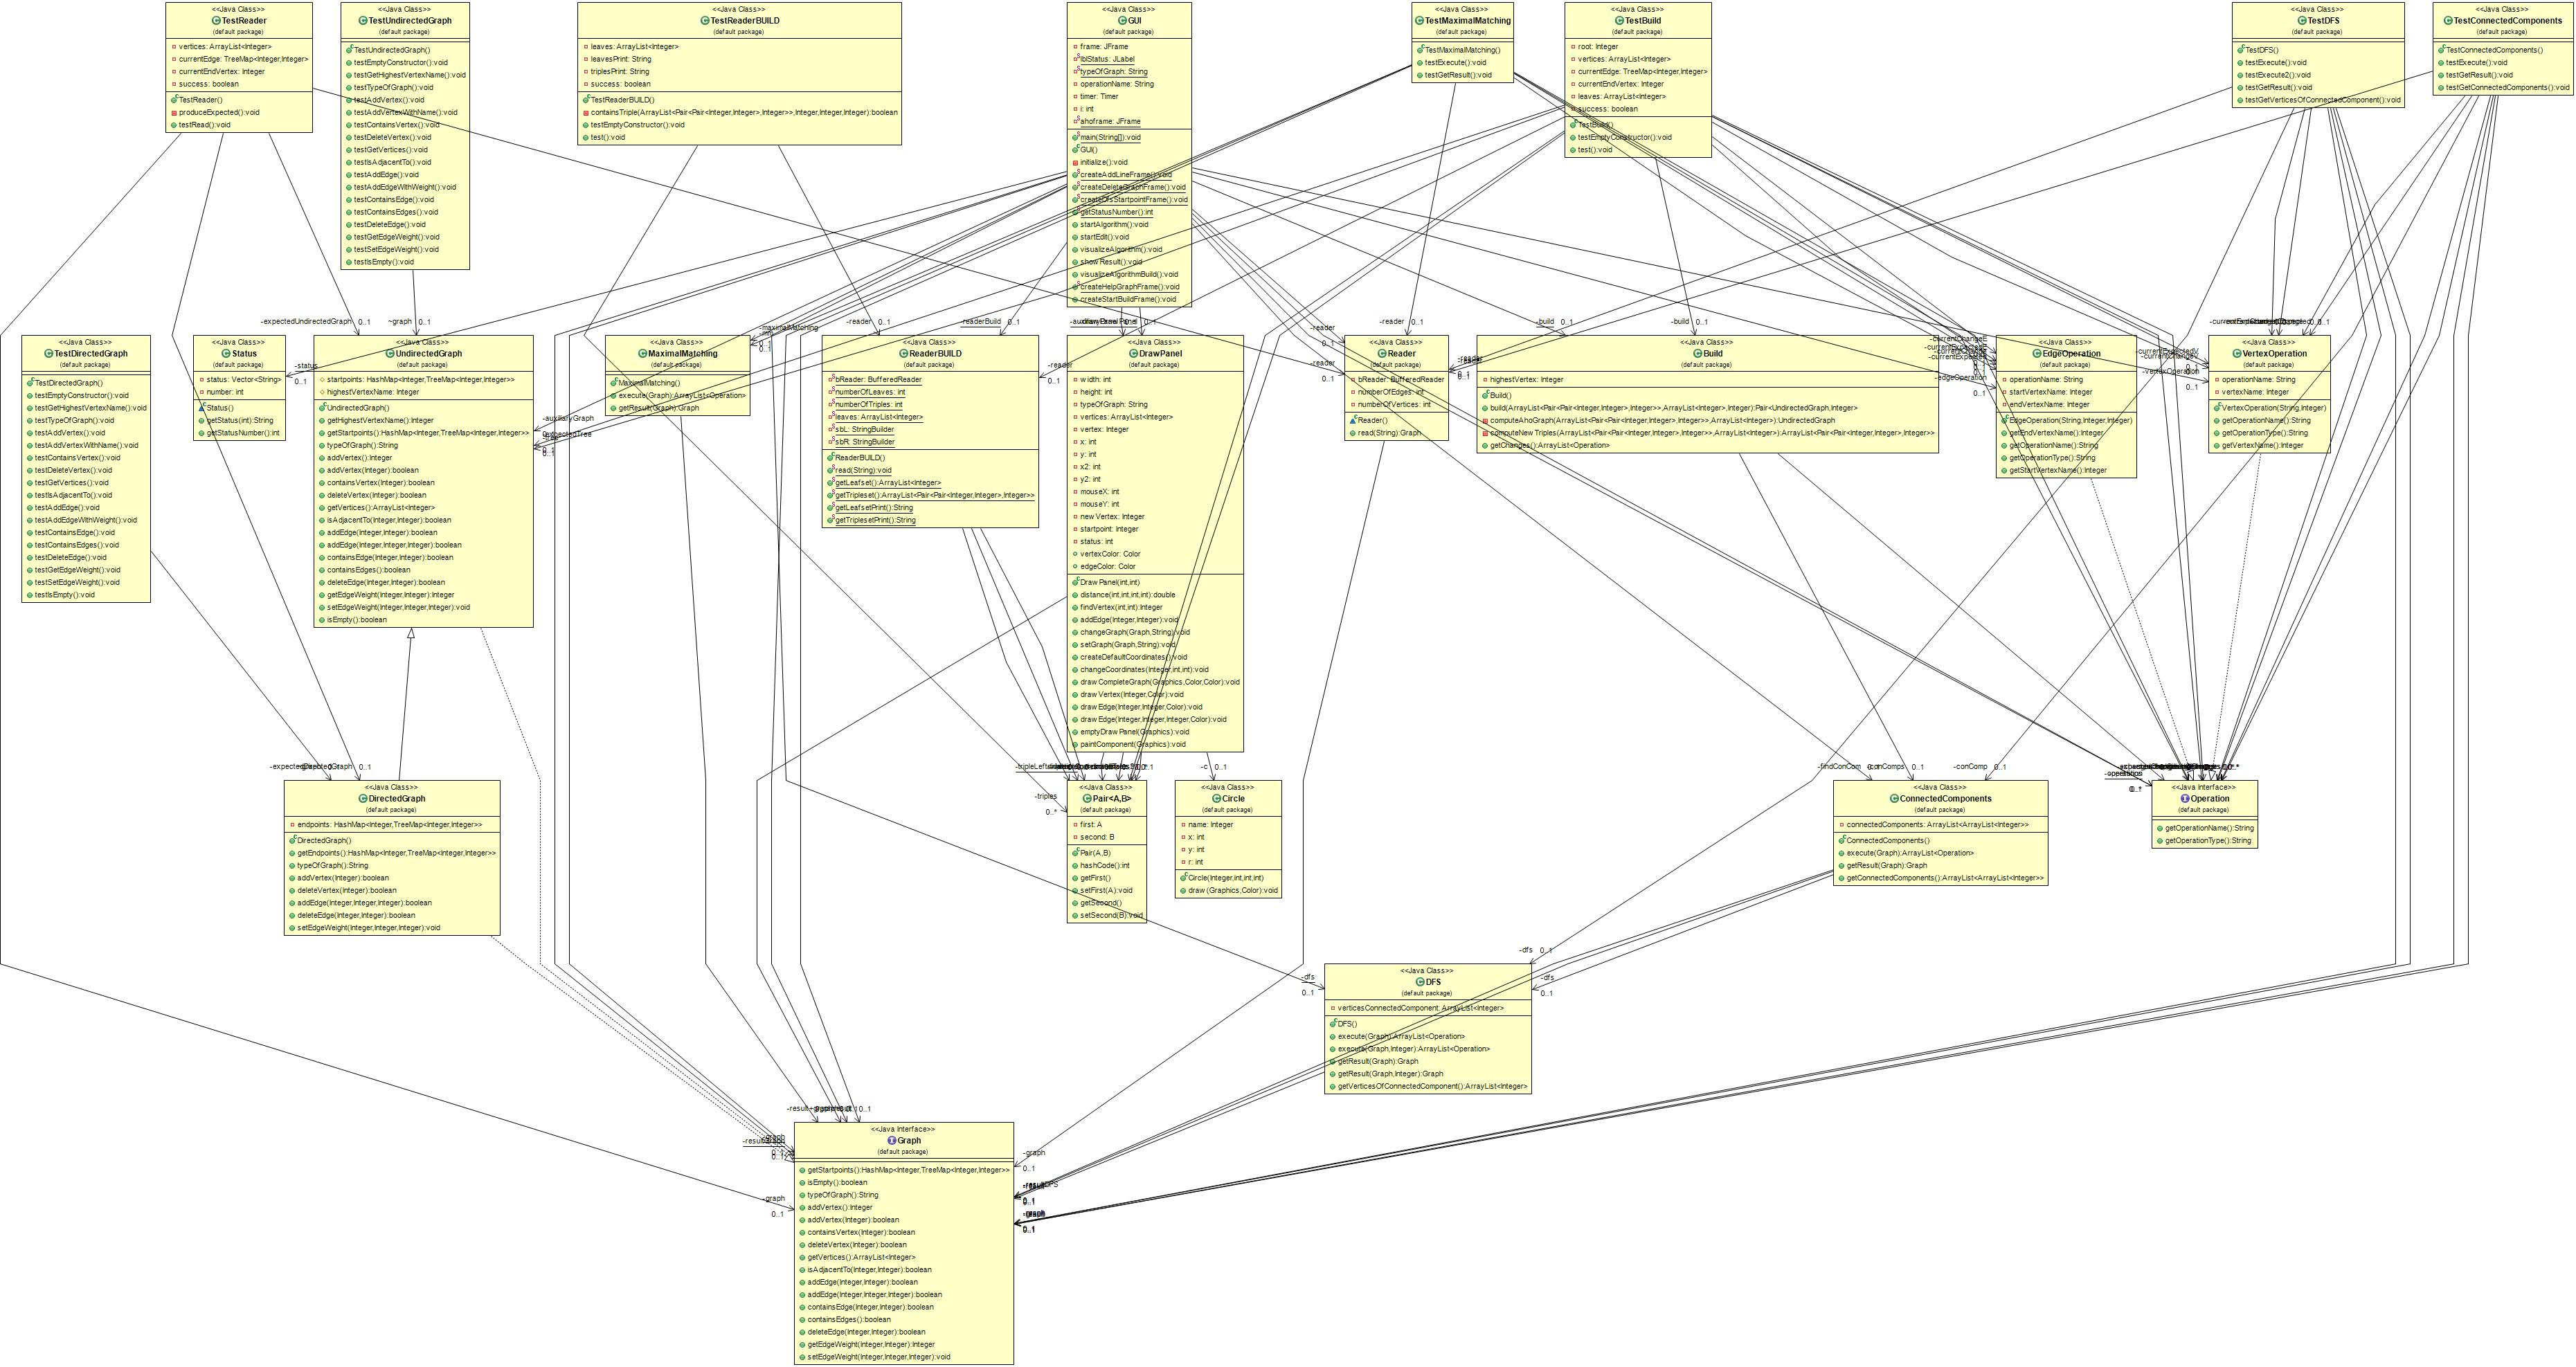 <<Java Class>>
TestReader
(default package)
vertices: ArrayList<Integer>
currentEdge: TreeMap<Integer,Integer>
currentEndVertex: Integer
success: boolean
TestReader()
produceExpected():void
testRead():void
<<Java Class>>
TestUndirectedGraph
(default package)
TestUndirectedGraph()
testEmptyConstructor():void
testGetHighestVertexName():void
testTypeOfGraph():void
testAddVertex():void
testAddVertexWithName():void
testContainsVertex():void
testDeleteVertex():void
testGetVertices():void
testIsAdjacentTo():void
testAddEdge():void
testAddEdgeWithWeight():void
testContainsEdge():void
testContainsEdges():void
testDeleteEdge():void
testGetEdgeWeight():void
testSetEdgeWeight():void
testIsEmpty():void
<<Java Class>>
TestReaderBUILD
(default package)
leaves: ArrayList<Integer>
leavesPrint: String
triplesPrint: String
success: boolean
TestReaderBUILD()
containsTriple(ArrayList<Pair<Pair<Integer,Integer>,Integer>>,Integer,Integer,Integer):boolean
testEmptyConstructor():void
test():void
<<Java Class>>
GUI
(default package)
frame: JFrame
lblStatus: JLabel
typeOfGraph: String
operationName: String
timer: Timer
i: int
ahoframe: JFrame
main(String[]):void
GUI()
initialize():void
createAddLineFrame():void
createDeleteGraphFrame():void
createDfsStartpointFrame():void
getStatusNumber():int
startAlgorithm():void
startEdit():void
visualizeAlgorithm():void
showResult():void
visualizeAlgorithmBuild():void
createHelpGraphFrame():void
createStartBuildFrame():void
<<Java Class>>
TestMaximalMatching
(default package)
TestMaximalMatching()
testExecute():void
testGetResult():void
<<Java Class>>
TestBuild
(default package)
root: Integer
vertices: ArrayList<Integer>
currentEdge: TreeMap<Integer,Integer>
currentEndVertex: Integer
leaves: ArrayList<Integer>
success: boolean
TestBuild()
testEmptyConstructor():void
test():void
<<Java Class>>
TestDFS
(default package)
TestDFS()
testExecute():void
testExecute2():void
testGetResult():void
testGetVerticesOfConnectedComponent():void
<<Java Class>>
TestConnectedComponents
(default package)
TestConnectedComponents()
testExecute():void
testGetResult():void
testGetConnectedComponents():void
-expectedUndirectedGraph 0..1
~graph 0..1
-reader 0..1
-readerBuild 0..1
-reader 0..1
-build 0..1
-build 0..1
<<Java Class>>
TestDirectedGraph
(default package)
TestDirectedGraph()
testEmptyConstructor():void
testGetHighestVertexName():void
testTypeOfGraph():void
testAddVertex():void
testAddVertexWithName():void
testContainsVertex():void
testDeleteVertex():void
testGetVertices():void
testIsAdjacentTo():void
testAddEdge():void
testAddEdgeWithWeight():void
testContainsEdge():void
testContainsEdges():void
testDeleteEdge():void
testGetEdgeWeight():void
testSetEdgeWeight():void
testIsEmpty():void
<<Java Class>>
Status
(default package)
status: Vector<String>
number: int
Status()
getStatus(int):String
getStatusNumber():int
-status
0..1
<<Java Class>>
UndirectedGraph
(default package)
startpoints: HashMap<Integer,TreeMap<Integer,Integer>>
highestVertexName: Integer
UndirectedGraph()
getHighestVertexName():Integer
getStartpoints():HashMap<Integer,TreeMap<Integer,Integer>>
typeOfGraph():String
addVertex():Integer
addVertex(Integer):boolean
containsVertex(Integer):boolean
deleteVertex(Integer):boolean
getVertices():ArrayList<Integer>
isAdjacentTo(Integer,Integer):boolean
addEdge(Integer,Integer):boolean
addEdge(Integer,Integer,Integer):boolean
containsEdge(Integer,Integer):boolean
containsEdges():boolean
deleteEdge(Integer,Integer):boolean
getEdgeWeight(Integer,Integer):Integer
setEdgeWeight(Integer,Integer,Integer):void
isEmpty():boolean
-auxiliaryGraph
<<Java Class>>
MaximalMatching
(default package)
MaximalMatching()
execute(Graph):ArrayList<Operation>
getResult(Graph):Graph
-maximalMatching
0..1
<<Java Class>>
ReaderBUILD
(default package)
bReader: BufferedReader
numberOfLeaves: int
numberOfTriples: int
leaves: ArrayList<Integer>
sbL: StringBuilder
sbR: StringBuilder
ReaderBUILD()
read(String):void
getLeafset():ArrayList<Integer>
getTripleset():ArrayList<Pair<Pair<Integer,Integer>,Integer>>
getLeafsetPrint():String
getTriplesetPrint():String
-reader
0..1
<<Java Class>>
DrawPanel
(default package)
width: int
height: int
typeOfGraph: String
vertices: ArrayList<Integer>
vertex: Integer
x: int
y: int
x2: int
y2: int
mouseX: int
mouseY: int
newVertex: Integer
startpoint: Integer
status: int
vertexColor: Color
edgeColor: Color
DrawPanel(int,int)
distance(int,int,int,int):double
findVertex(int,int):Integer
addEdge(Integer,Integer):void
changeGraph(Graph,String):void
setGraph(Graph,String):void
createDefaultCoordinates():void
changeCoordinates(Integer,int,int):void
drawCompleteGraph(Graphics,Color,Color):void
drawVertex(Integer,Color):void
drawEdge(Integer,Integer,Color):void
drawEdge(Integer,Integer,Integer,Color):void
emptyDrawPanel(Graphics):void
paintComponent(Graphics):void
-reader
0..1
-reader
0..1
<<Java Class>>
Reader
(default package)
bReader: BufferedReader
numberOfEdges: int
numberOfVertices: int
Reader()
read(String):Graph
<<Java Class>>
Build
(default package)
highestVertex: Integer
Build()
build(ArrayList<Pair<Pair<Integer,Integer>,Integer>>,ArrayList<Integer>,Integer):Pair<UndirectedGraph,Integer>
computeAhoGraph(ArrayList<Pair<Pair<Integer,Integer>,Integer>>,ArrayList<Integer>):UndirectedGraph
computeNewTriples(ArrayList<Pair<Pair<Integer,Integer>,Integer>>,ArrayList<Integer>):ArrayList<Pair<Pair<Integer,Integer>,Integer>>
getChanges():ArrayList<Operation>
-edgeOperation
0..1
<<Java Class>>
EdgeOperation
(default package)
operationName: String
startVertexName: Integer
endVertexName: Integer
EdgeOperation(String,Integer,Integer)
getEndVertexName():Integer
getOperationName():String
getOperationType():String
getStartVertexName():Integer
-vertexOperation
0..1
<<Java Class>>
VertexOperation
(default package)
operationName: String
vertexName: Integer
VertexOperation(String,Integer)
getOperationName():String
getOperationType():String
getVertexName():Integer
<<Java Class>>
DirectedGraph
(default package)
endpoints: HashMap<Integer,TreeMap<Integer,Integer>>
DirectedGraph()
getEndpoints():HashMap<Integer,TreeMap<Integer,Integer>>
typeOfGraph():String
addVertex(Integer):boolean
deleteVertex(Integer):boolean
addEdge(Integer,Integer,Integer):boolean
deleteEdge(Integer,Integer):boolean
setEdgeWeight(Integer,Integer,Integer):void
-triples
0..*
<<Java Class>>
Pair<A,B>
(default package)
first: A
second: B
Pair(A,B)
hashCode():int
getFirst()
setFirst(A):void
getSecond()
setSecond(B):void
-c 0..1
<<Java Class>>
Circle
(default package)
name: Integer
x: int
y: int
r: int
Circle(Integer,int,int,int)
draw(Graphics,Color):void
-findConCom
-conComp 0..1
<<Java Class>>
ConnectedComponents
(default package)
connectedComponents: ArrayList<ArrayList<Integer>>
ConnectedComponents()
execute(Graph):ArrayList<Operation>
getResult(Graph):Graph
getConnectedComponents():ArrayList<ArrayList<Integer>>
<<Java Interface>>
Operation
(default package)
getOperationName():String
getOperationType():String
-dfs 0..1
-dfs
0..1
-dfs
0..1
<<Java Class>>
DFS
(default package)
verticesConnectedComponent: ArrayList<Integer>
DFS()
execute(Graph):ArrayList<Operation>
execute(Graph,Integer):ArrayList<Operation>
getResult(Graph):Graph
getResult(Graph,Integer):Graph
getVerticesOfConnectedComponent():ArrayList<Integer>
-graph
0..1
-graph
0..1
<<Java Interface>>
Graph
(default package)
getStartpoints():HashMap<Integer,TreeMap<Integer,Integer>>
isEmpty():boolean
typeOfGraph():String
addVertex():Integer
addVertex(Integer):boolean
containsVertex(Integer):boolean
deleteVertex(Integer):boolean
getVertices():ArrayList<Integer>
isAdjacentTo(Integer,Integer):boolean
addEdge(Integer,Integer):boolean
addEdge(Integer,Integer,Integer):boolean
containsEdge(Integer,Integer):boolean
containsEdges():boolean
deleteEdge(Integer,Integer):boolean
getEdgeWeight(Integer,Integer):Integer
setEdgeWeight(Integer,Integer,Integer):void